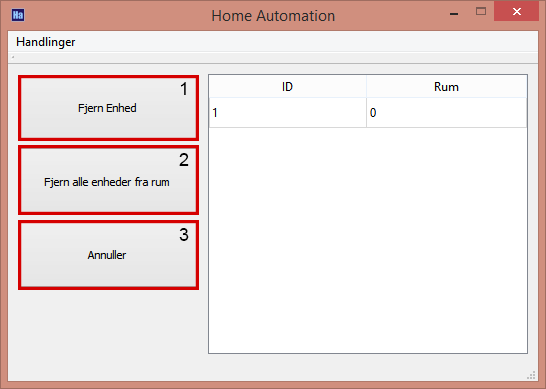 Ha Home Automation
Handlinger
1
Fjern Enhed
2
Fjern alle enheder fra rum
3
Annuller
ID Rum
1 0